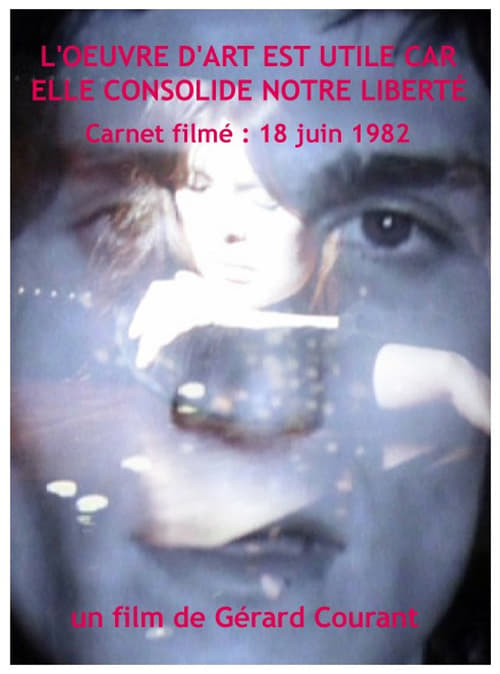 L'OEUVRE D'ART EST UTILE CAR
ELLE CONSOLIDE NOTRE LIBERTÉ
Carnet filmé : 18 juin 1982
un film de Gérard Courant